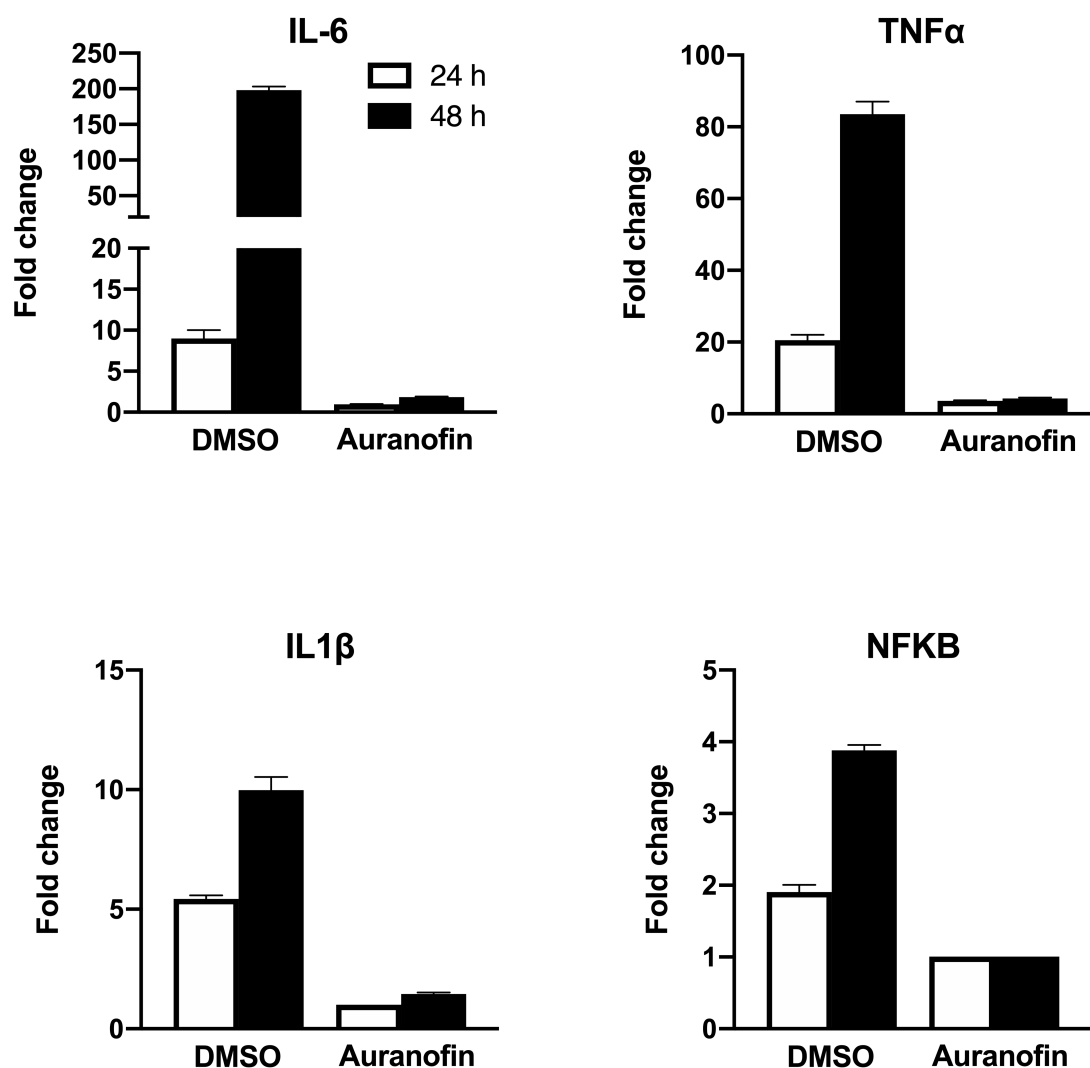 IL-6
250
200
150
100
50
20
15
10
5
0
Fold change
24 h
48 h
DMSO Auranofin
TNFα
100
80
60
40
20
0
Fold change
DMSO Auranofin
IL1β
15
10
5
0
Fold change
DMSO Auranofin
NFKB
5
4
3
2
1
0
Fold change
DMSO Auranofin